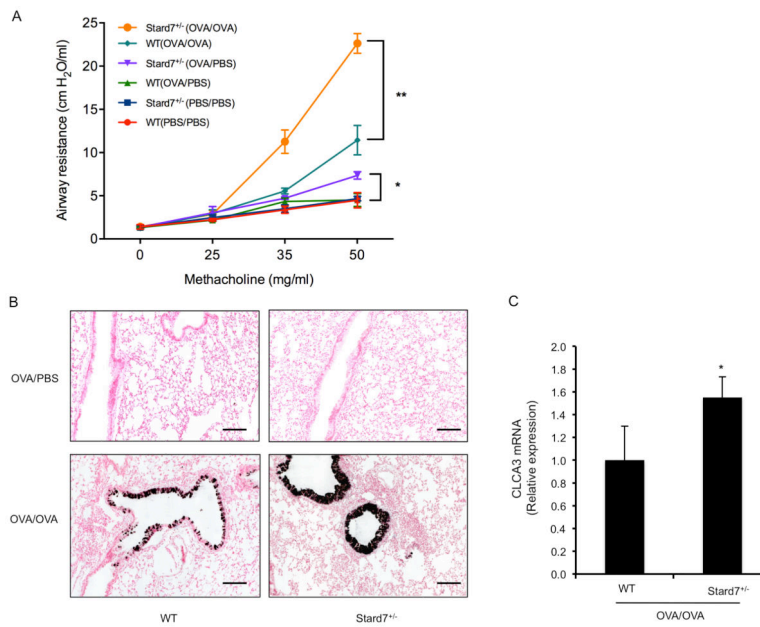 A
Stard7+/- (OVA/OVA)
WT(OVA/OVA)
Stard7+/- (OVA/PBS)
WT(OVA/PBS)
Stard7+/- (PBS/PBS)
WT(PBS/PBS)
Airway resistance (cm H2O/ml)
25
20
15
10
5
0
**
*
0 25 35 50
Methacholine (mg/ml)
B
OVA/PBS
OVA/OVA
WT Stard7+/-
C
CLCA3 mRNA
(Relative expression)
2.0
1.8
1.6
1.4
1.2
1.0
0.8
0.6
0.4
0.2
0.0
*
WT Stard7+/-
OVA/OVA